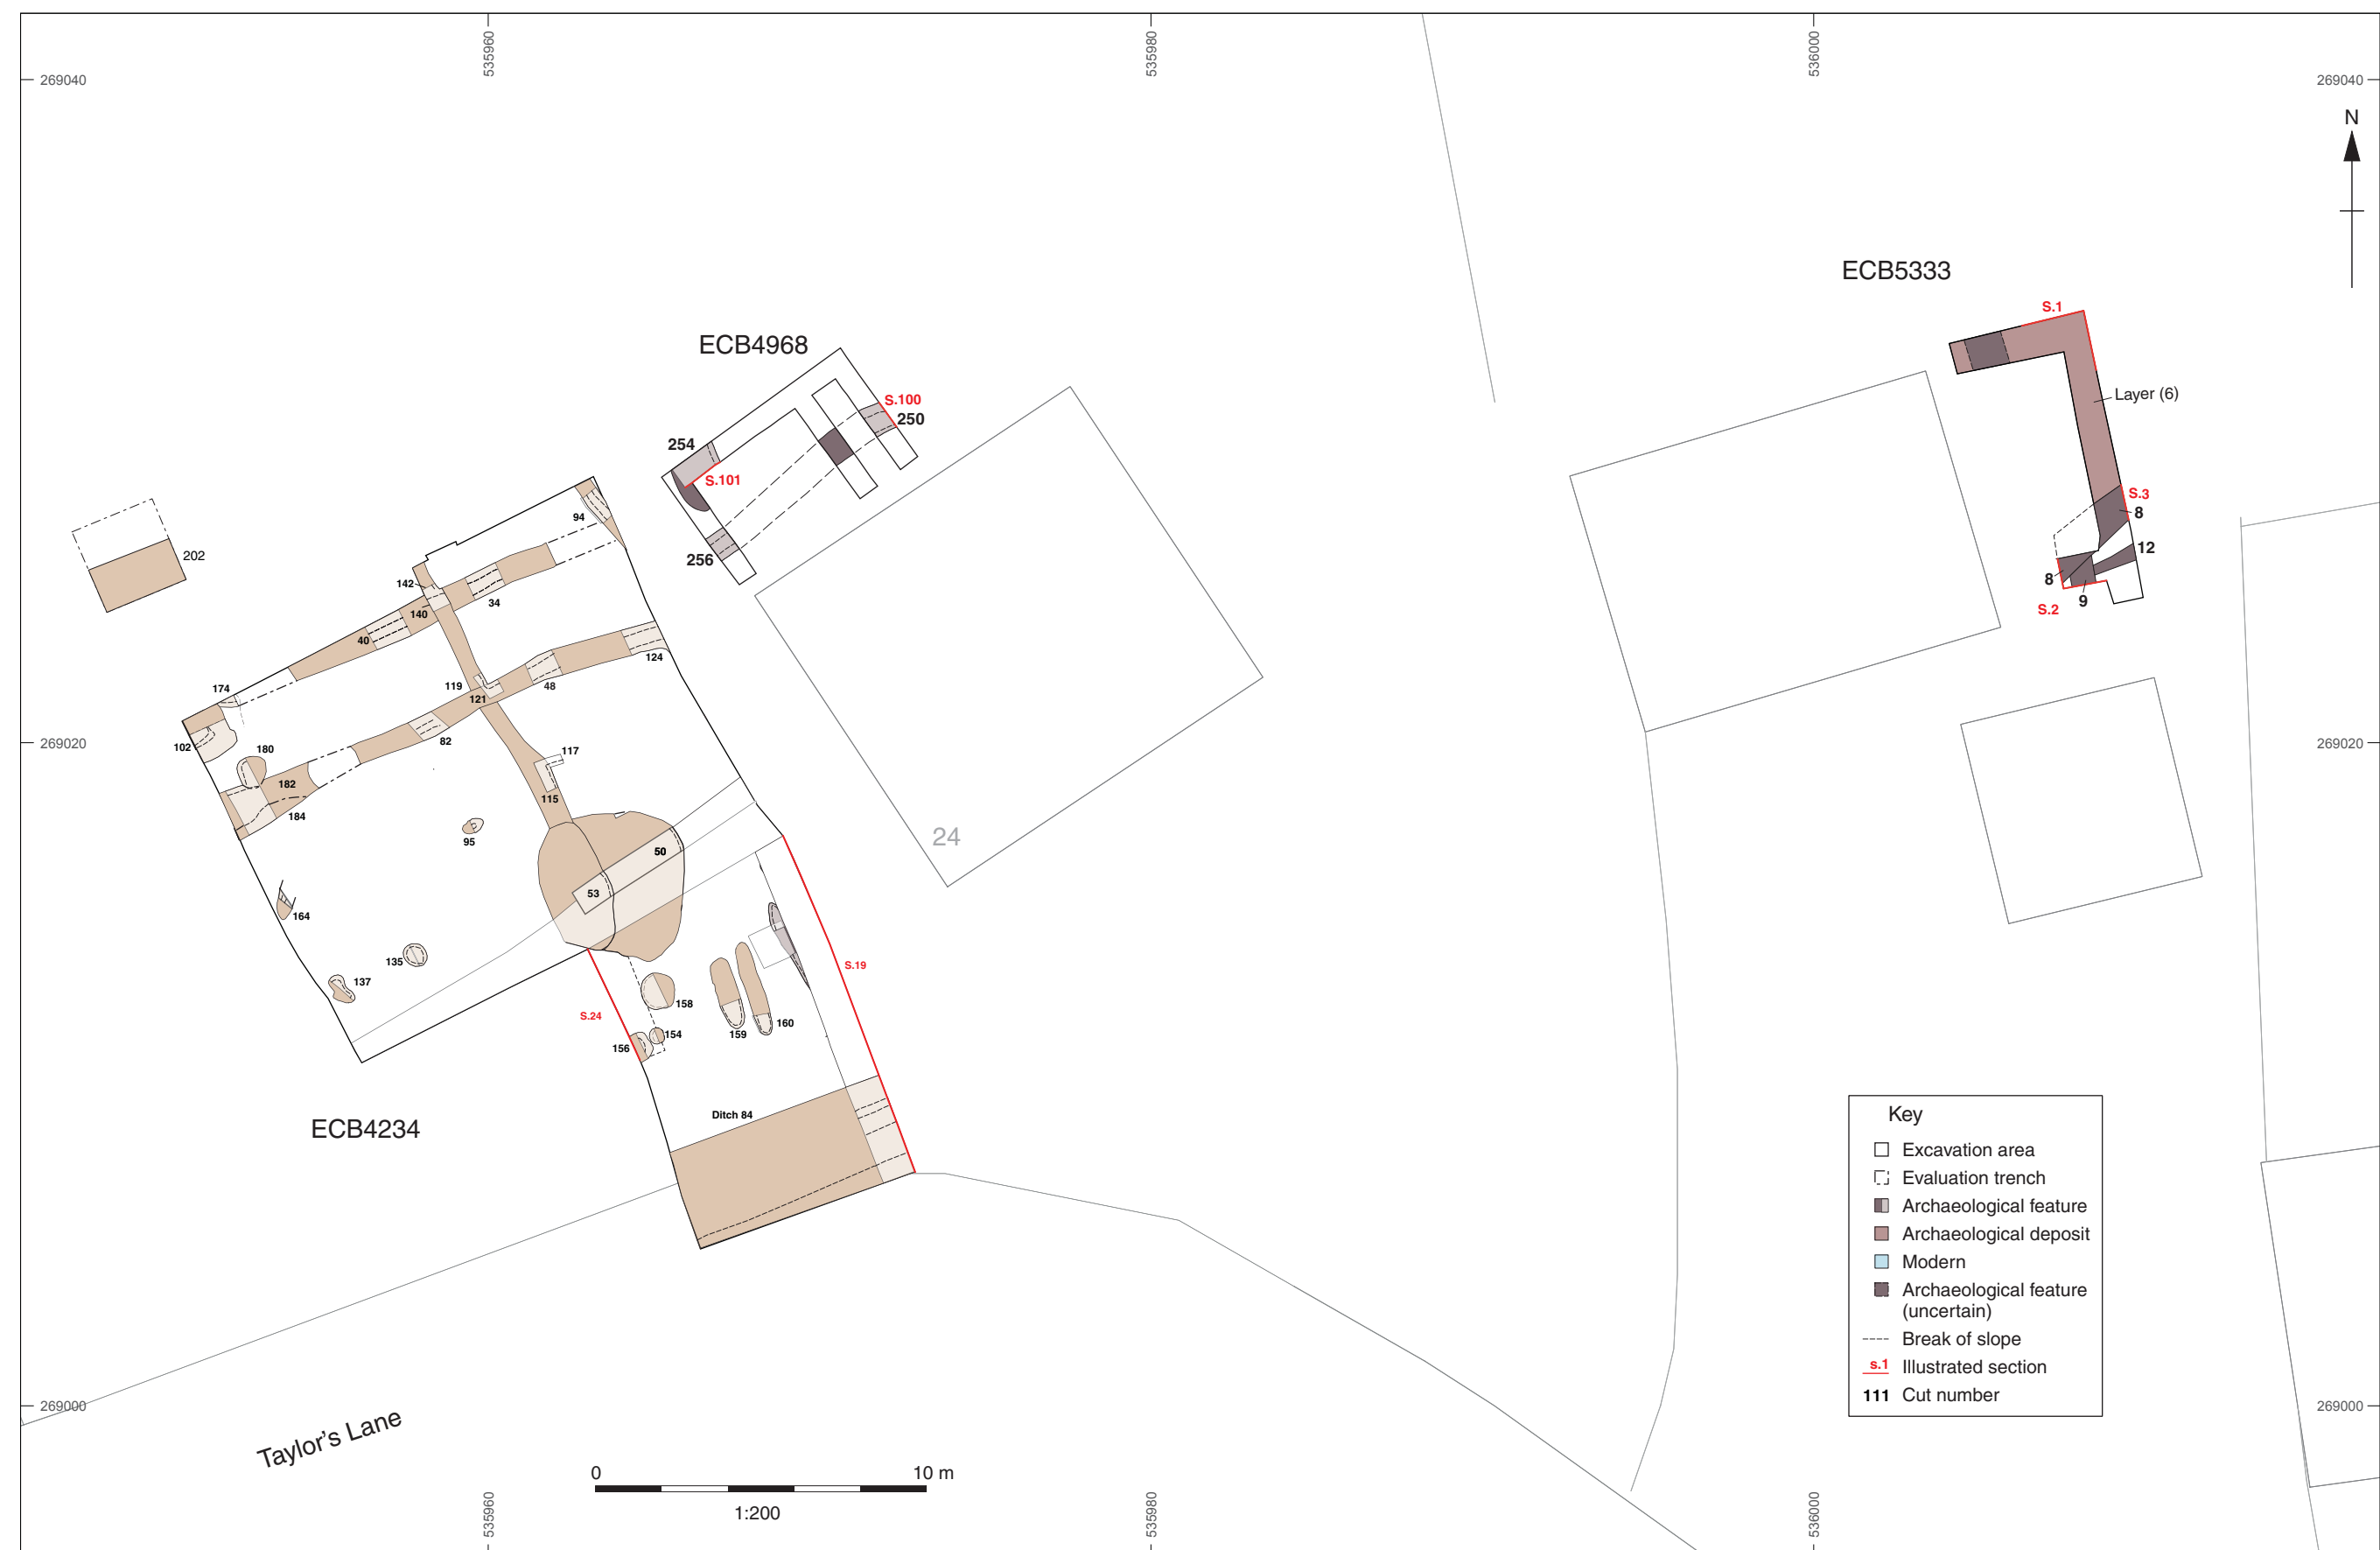 535960
535980
536000
269040
269040
N
ECB5333
S.1
ECB4968
S.100
250
Layer (6)
254
S.101
S.3
8
94
12
256
202
142
34
140
8
9
S.2
40
124
119
48
174
121
82
102
180
117
269020
269020
182
115
184
95
24
50
53
164
135
S.19
137
158
S.24
160
154
159
156
Ditch 84
ECB4234
Key
Excavation area
Evaluation trench
Archaeological feature
Archaeological deposit
Modern
Archaeological feature
(uncertain)
Break of slope
s.1 Illustrated section
111 Cut number
269000
269000
Taylor's Lane
0 10 m
1:200
535960
535980
536000